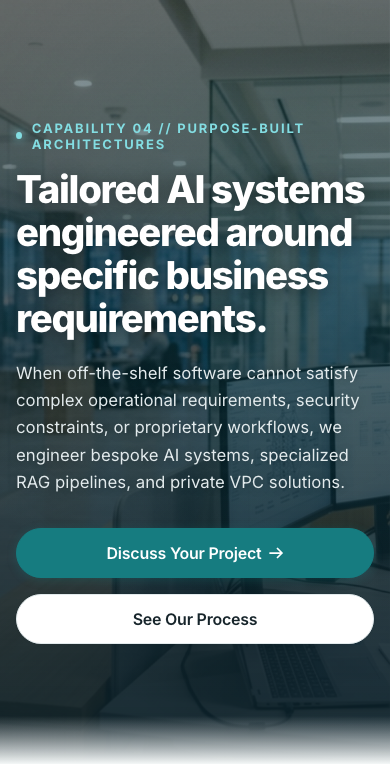 CAPABILITY 04 // PURPOSE-BUILT
ARCHITECTURES
Tailored AI systems
engineered around
specific business
requirements.
When off-the-shelf software cannot satisfy
complex operational requirements, security
constraints, or proprietary workflows, we
engineer bespoke AI systems, specialized
RAG pipelines, and private VPC solutions.
Discuss Your Project →
See Our Process